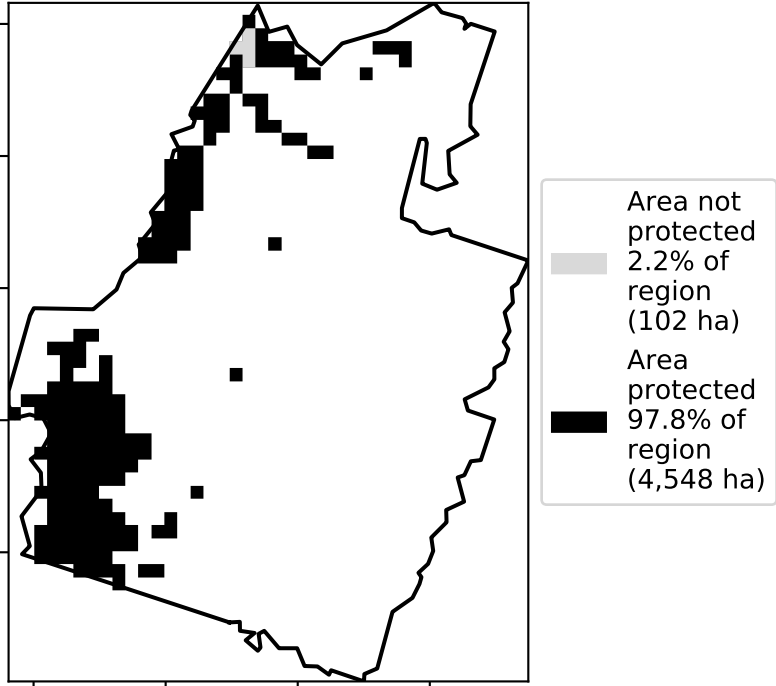 Area not
protected
2.2% of
region
(102 ha)
Area
protected
97.8% of
region
(4,548 ha)